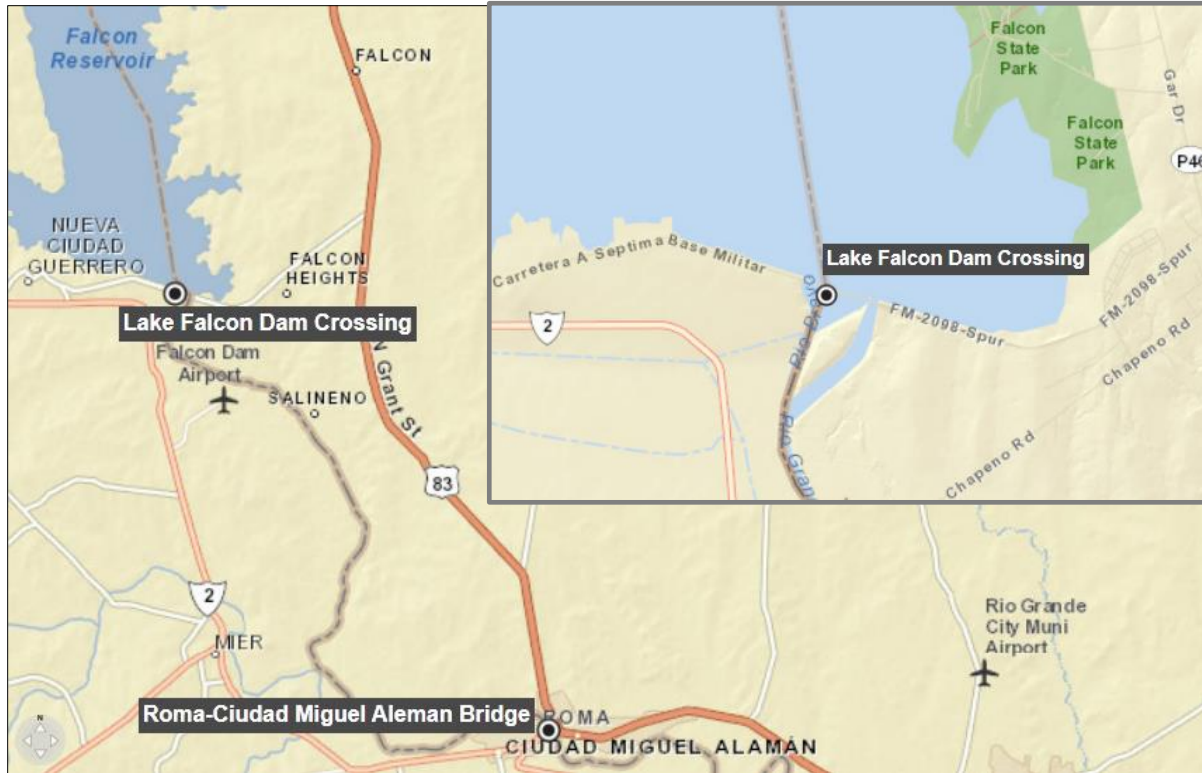 Falcon
Reservoir
FALCON
NUEVA
CIUDAD
GUERRERO
FALCON
HEIGHTS
Lake Falcon Dam Crossing
Falcon Dam
Airport
SALINENO
N Grant St
83
2
MIER
Roma-Ciudad Miguel Aleman Bridge
ROMA
CIUDAD MIGUEL ALAMÁN
Rio Grande
City Muni
Airport
N
Falcon
State
Park
Falcon
State
Park
Gar Dr
P46
Lake Falcon Dam Crossing
Carretera A Septima Base Militar
2
FM-2098-Spur
FM-2098-Spur
Chapeno Rd
Chapeno Rd
Rio Gran